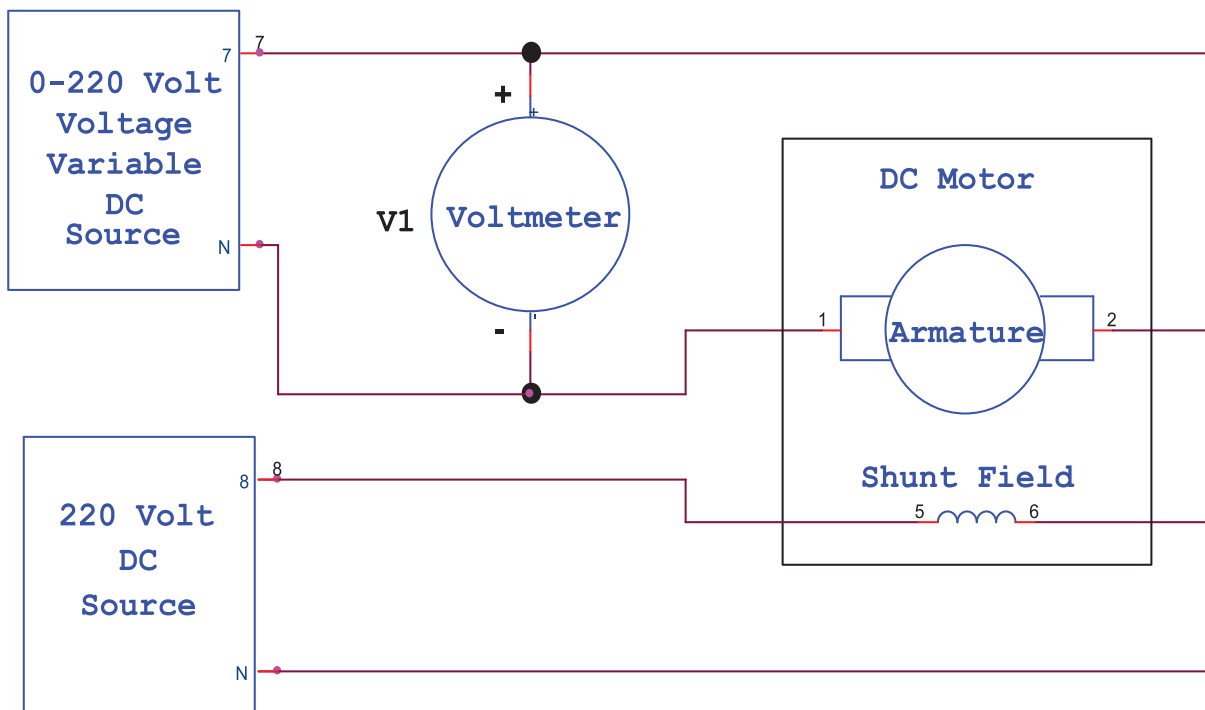 7
7
0-220 Volt
Voltage
Variable
DC
Source
N
+
+
V1
Voltmeter
-
-
DC Motor
1
Armature
2
8
8
220 Volt
DC
Source
N
Shunt Field
5
6